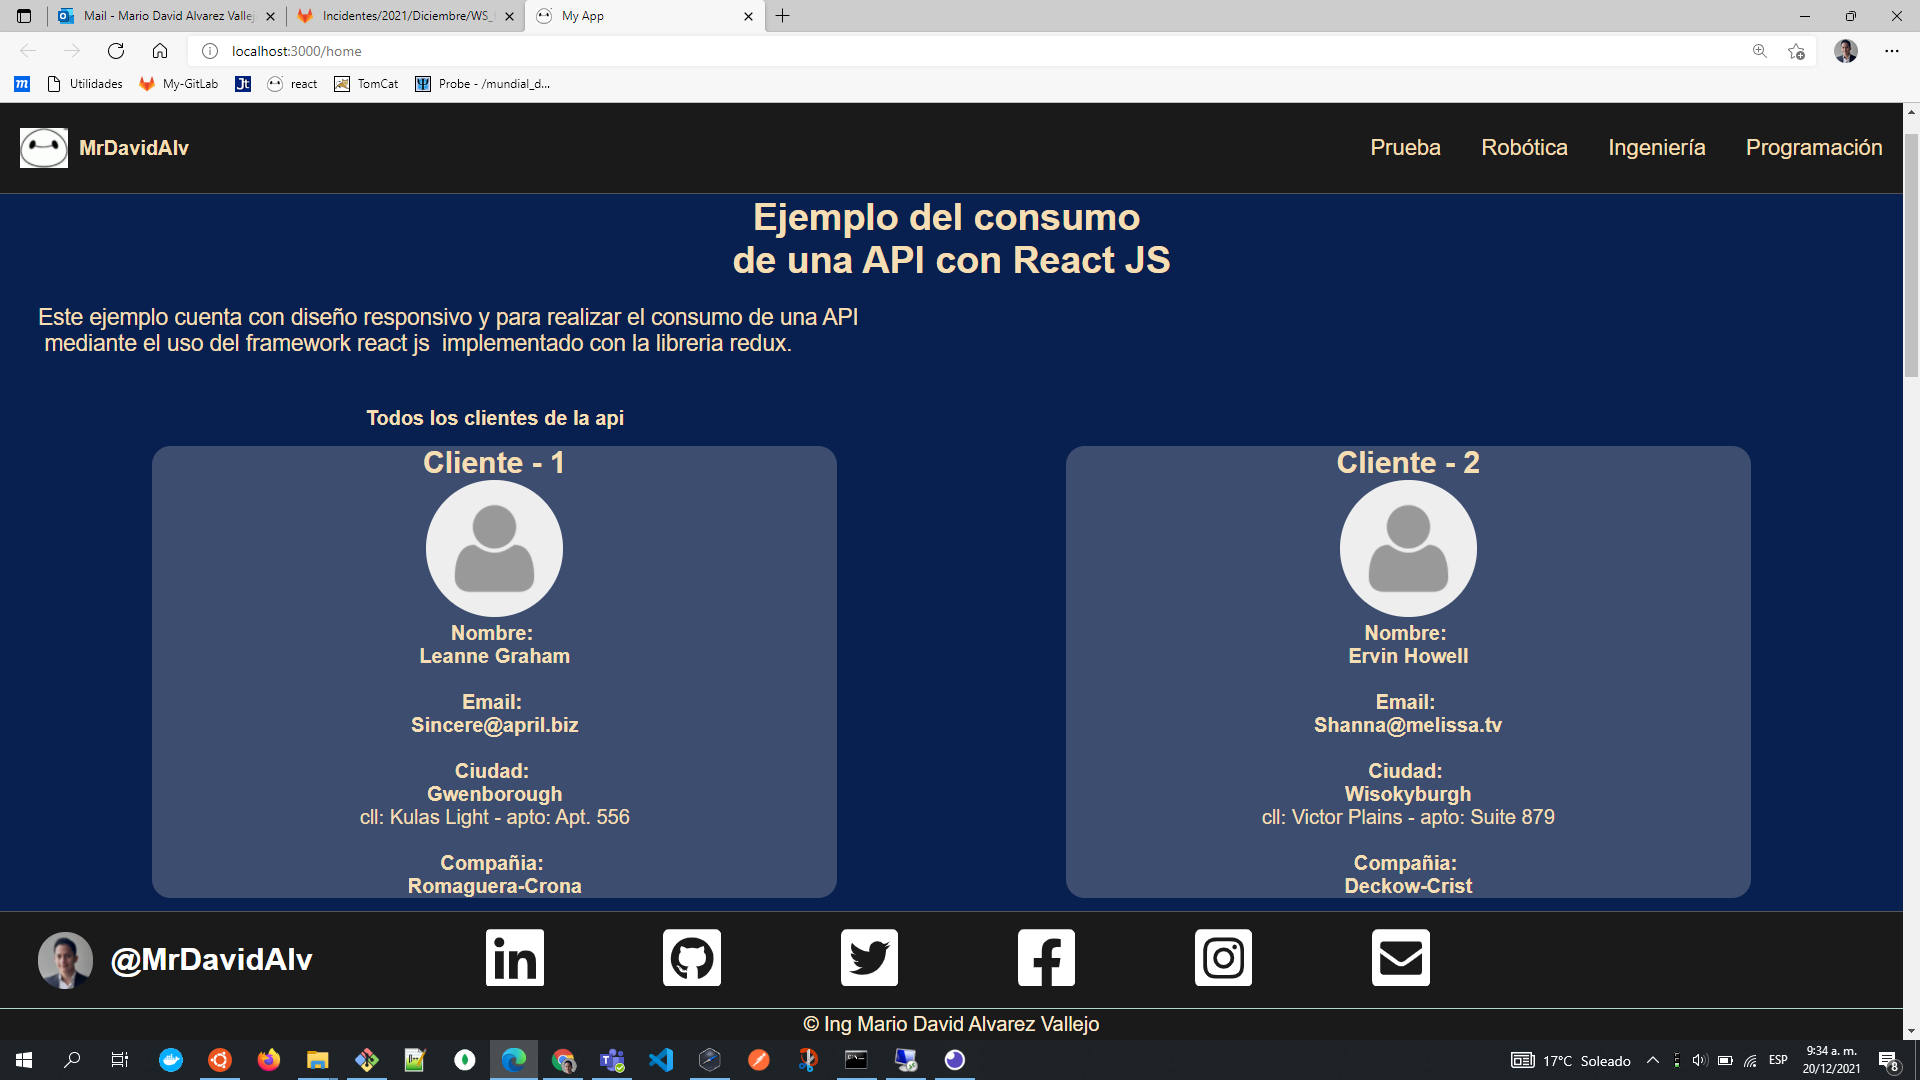 Mail - Mario David Alvarez Vallej
Incidentes/2021/Diciembre/WS_
My App
localhost:3000/home
m
Utilidades
My-GitLab
Jt
react
TomCat
Probe - /mundial_d...
MrDavidAlv
Prueba
Robótica
Ingeniería
Programación
Ejemplo del consumo
de una API con React JS
Este ejemplo cuenta con diseño responsivo y para realizar el consumo de una API
mediante el uso del framework react js implementado con la libreria redux.
Todos los clientes de la api
Cliente - 1
Nombre:
Leanne Graham
Email:
Sincere@april.biz
Ciudad:
Gwenborough
cll: Kulas Light - apto: Apt. 556
Compañia:
Romaguera-Crona
Cliente - 2
Nombre:
Ervin Howell
Email:
Shanna@melissa.tv
Ciudad:
Wisokyburgh
cll: Victor Plains - apto: Suite 879
Compañia:
Deckow-Crist
@MrDavidAlv
in
© Ing Mario David Alvarez Vallejo
17°C Soleado
ESP
9:34 a. m.
20/12/2021
8